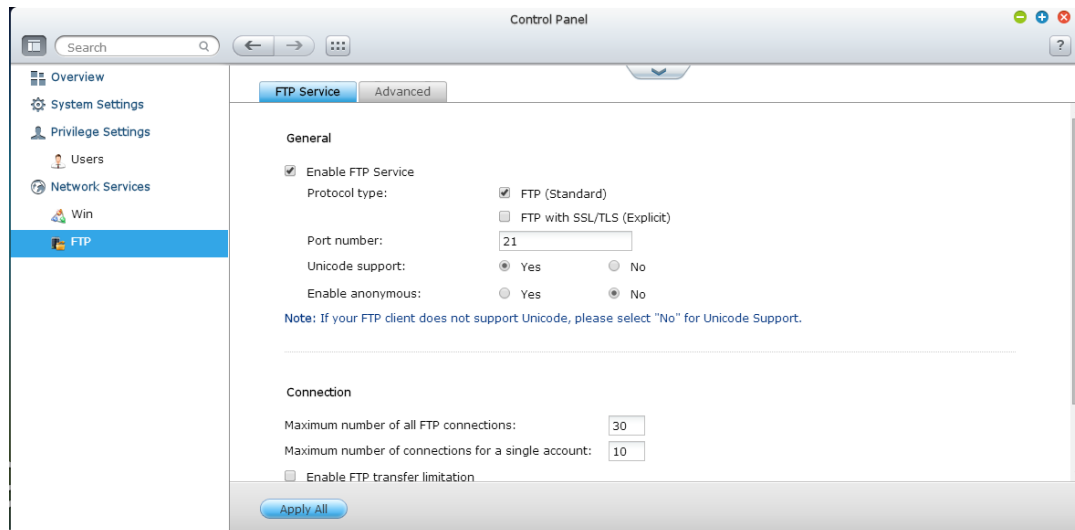 Control Panel
Search
?
Overview
System Settings
Privilege Settings
Users
Network Services
Win
FTP
FTP Service
Advanced
General
Enable FTP Service
Protocol type:
FTP (Standard)
FTP with SSL/TLS (Explicit)
Port number:
21
Unicode support:
Yes
No
Enable anonymous:
Yes
No
Note: If your FTP client does not support Unicode, please select "No" for Unicode Support.
Connection
Maximum number of all FTP connections:
30
Maximum number of connections for a single account:
10
Enable FTP transfer limitation
Apply All